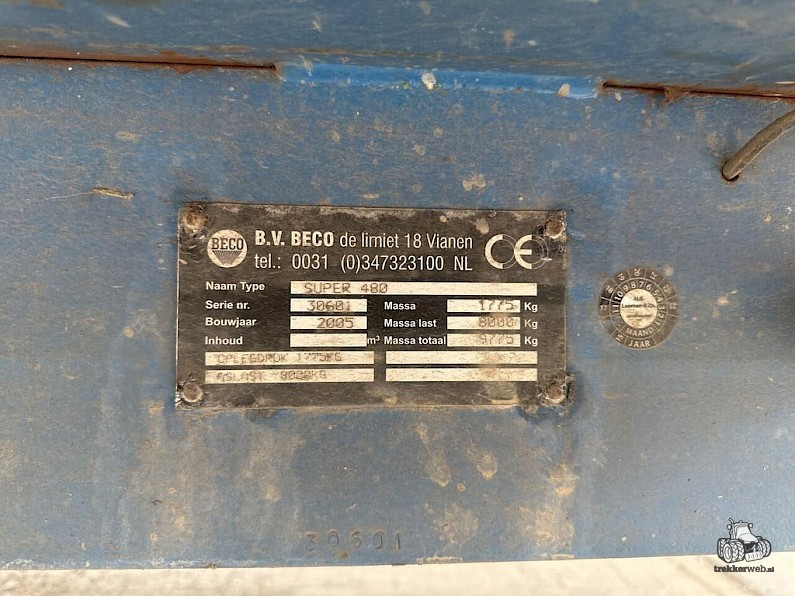 BECO
B.V. BECO de limiet 18 Vianen
tel.: 0031 (0)347323100 NL
CE
Naam Type SUPER 480
Serie nr. 30601 Massa 1775 Kg
Bouwjaar 2005 Massa last 8000 Kg
Inhoud m³ Massa totaal 9775 Kg
OPLEGDRUK 1775KG
ASLAST 8000KG
MAAND
JAAR
30601
trekkerweb.nl